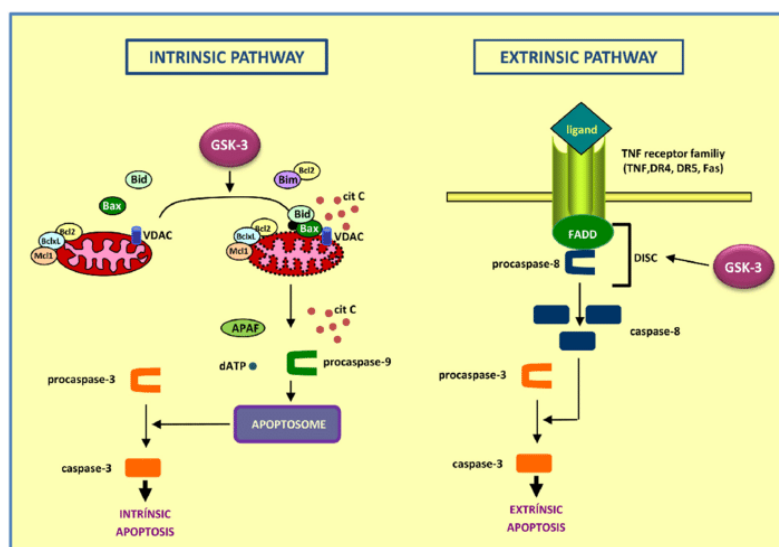 INTRINSIC PATHWAY
GSK-3
Bid
Bax
Bcl2
BclxL
Mcl1
VDAC
Bim
Bcl2
cit C
Bid
Bax
Bcl2
BclxL
Mcl1
VDAC
cit C
APAF
dATP
procaspase-9
procaspase-3
APOPTOSOME
caspase-3
INTRÍNSIC
APOPTOSIS
EXTRINSIC PATHWAY
ligand
TNF receptor familiy
(TNF,DR4, DR5, Fas)
FADD
procaspase-8
DISC
GSK-3
caspase-8
procaspase-3
caspase-3
EXTRÍNSIC
APOPTOSIS